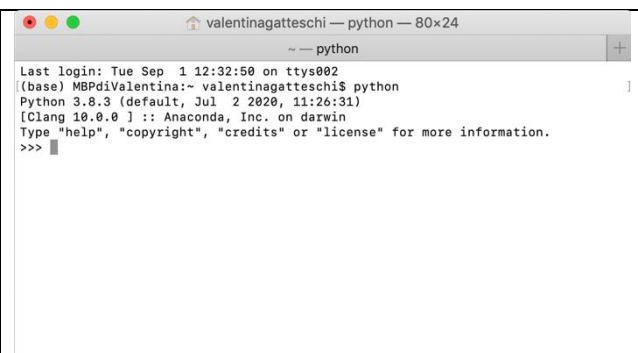 valentinagatteschi — python — 80×24
~ — python
Last login: Tue Sep  1 12:32:50 on ttys002
[(base) MBPdiValentina:~ valentinagatteschi$ python ]
Python 3.8.3 (default, Jul  2 2020, 11:26:31)
[Clang 10.0.0 ] :: Anaconda, Inc. on darwin
Type "help", "copyright", "credits" or "license" for more information.
>>>